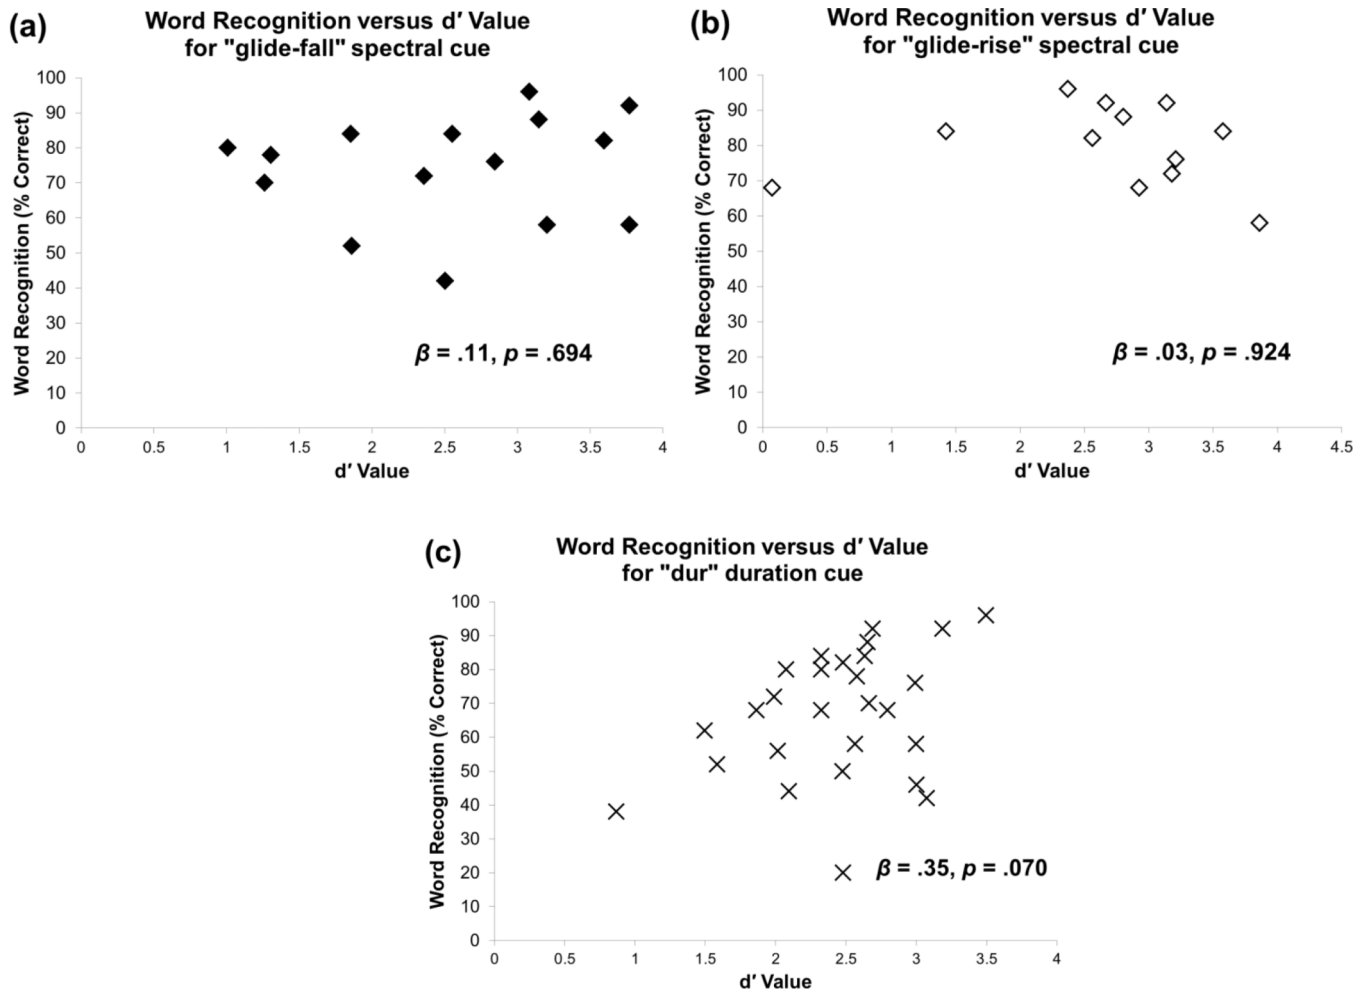 (a)
Word Recognition versus d′ Value
for "glide-fall" spectral cue
Word Recognition (% Correct)
100
90
80
70
60
50
40
30
20
10
0
β = .11, p = .694
0 0.5 1 1.5 2 2.5 3 3.5 4
d′ Value
(b)
Word Recognition versus d′ Value
for "glide-rise" spectral cue
Word Recognition (% Correct)
100
90
80
70
60
50
40
30
20
10
0
β = .03, p = .924
0 0.5 1 1.5 2 2.5 3 3.5 4 4.5
d′ Value
(c)
Word Recognition versus d′ Value
for "dur" duration cue
Word Recognition (% Correct)
100
90
80
70
60
50
40
30
20
10
0
β = .35, p = .070
0 0.5 1 1.5 2 2.5 3 3.5 4
d′ Value